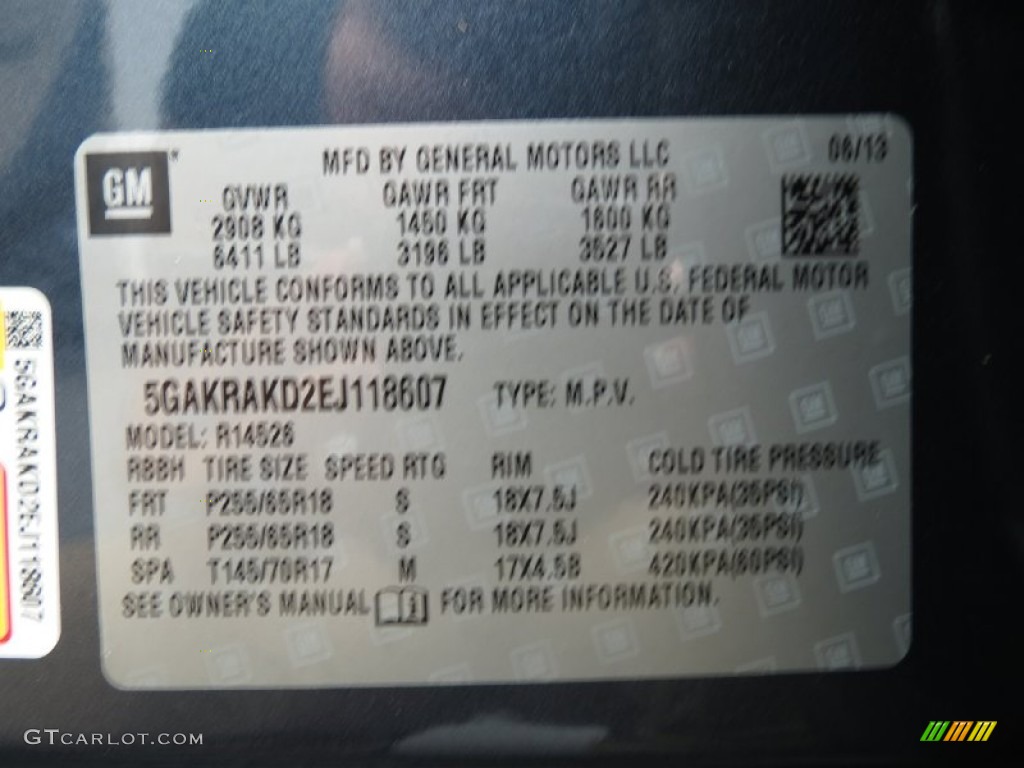 GM
MFD BY GENERAL MOTORS LLC 08/13
GVWR GAWR FRT GAWR RR
2908 KG 1450 KG 1600 KG
6411 LB 3196 LB 3527 LB
THIS VEHICLE CONFORMS TO ALL APPLICABLE U.S. FEDERAL MOTOR
VEHICLE SAFETY STANDARDS IN EFFECT ON THE DATE OF
MANUFACTURE SHOWN ABOVE.
5GAKRAKD2EJ118607 TYPE: M.P.V.
MODEL: R14526
RBBH TIRE SIZE SPEED RTG RIM COLD TIRE PRESSURE
FRT P255/65R18 S 18X7.5J 240KPA(35PSI)
RR P255/65R18 S 18X7.5J 240KPA(35PSI)
SPA T145/70R17 M 17X4.5B 420KPA(60PSI)
SEE OWNER'S MANUAL FOR MORE INFORMATION.
5GAKRAKD2EJ118607
GTCARLOT.COM